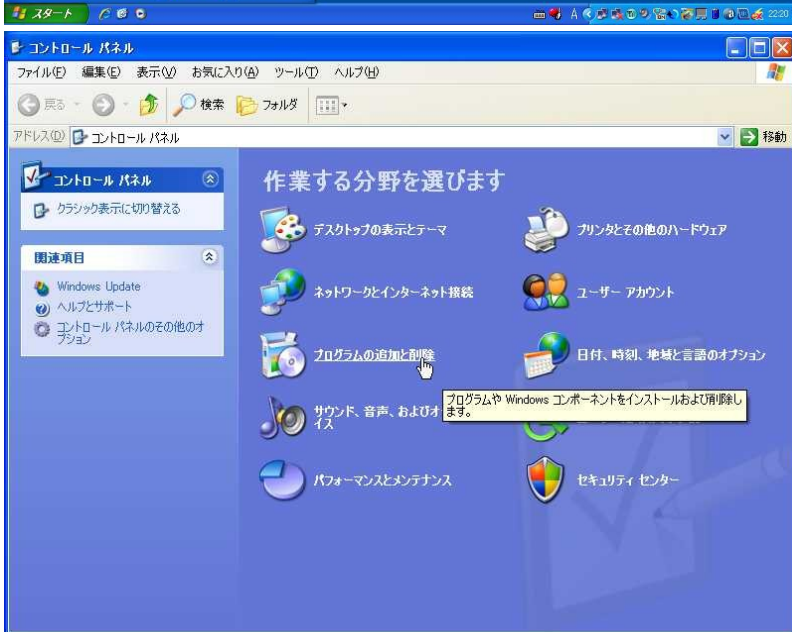 スタート
A
22:20
コントロール パネル
ファイル(F) 編集(E) 表示(V) お気に入り(A) ツール(T) ヘルプ(H)
戻る 検索 フォルダ
アドレス(D) コントロール パネル 移動
コントロール パネル
クラシック表示に切り替える
関連項目
Windows Update
ヘルプとサポート
コントロール パネルのその他のオ
プション
作業する分野を選びます
デスクトップの表示とテーマ
プリンタとその他のハードウェア
ネットワークとインターネット接続
ユーザー アカウント
プログラムの追加と削除
日付、時刻、地域と言語のオプション
プログラムや Windows コンポーネントをインストールおよび削除し
ます。
サウンド、音声、およびオ
イス
パフォーマンスとメンテナンス
セキュリティ センター